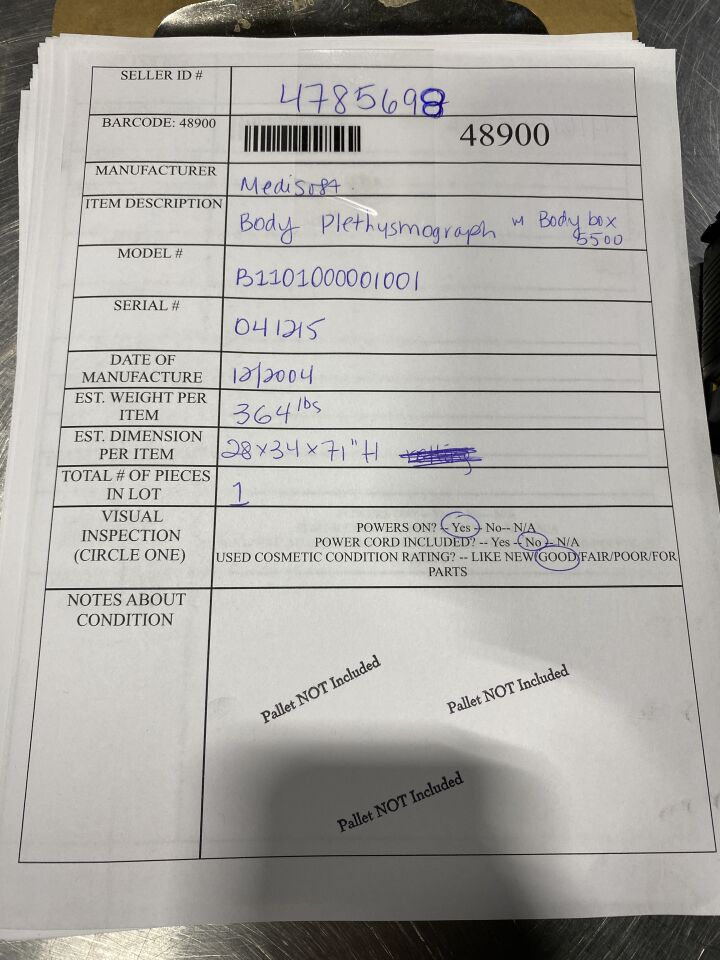 SELLER ID #
4785698
BARCODE: 48900
48900
MANUFACTURER
Medisoft.
ITEM DESCRIPTION
Body Plethysmograph w Body box
5500
MODEL #
B1101000001001
SERIAL #
041215
DATE OF
MANUFACTURE
12/2004
EST. WEIGHT PER
ITEM
364 lbs
EST. DIMENSION
PER ITEM
28 x 34 x 71" H
TOTAL # OF PIECES
IN LOT
1
VISUAL
INSPECTION
(CIRCLE ONE)
POWERS ON? -- Yes -- No-- N/A
POWER CORD INCLUDED? -- Yes -- No -- N/A
USED COSMETIC CONDITION RATING? -- LIKE NEW/GOOD/FAIR/POOR/FOR
PARTS
NOTES ABOUT
CONDITION
Pallet NOT Included
Pallet NOT Included
Pallet NOT Included